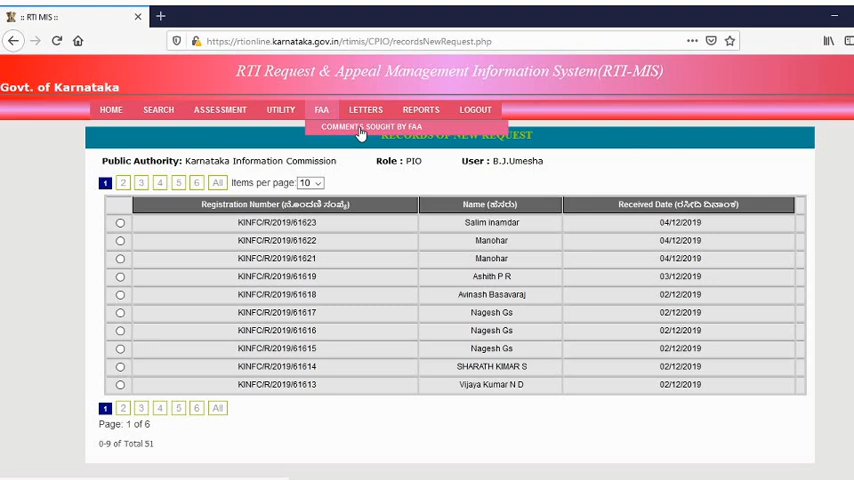 :: RTI MIS ::
https://rtionline.karnataka.gov.in/rtimis/CPIO/recordsNewRequest.php
RTI Request & Appeal Management Information System(RTI-MIS)
Govt. of Karnataka
HOME SEARCH ASSESSMENT UTILITY FAA LETTERS REPORTS LOGOUT
COMMENTS SOUGHT BY FAA
RECORDS OF NEW REQUEST
Public Authority: Karnataka Information Commission Role : PIO User : B.J.Umesha
1 2 3 4 5 6 All Items per page: 10
Registration Number (ನೋಂದಣಿ ಸಂಖ್ಯೆ) Name (ಹೆಸರು) Received Date (ರಸೀದಿ ದಿನಾಂಕ)
KINFC/R/2019/61623 Salim inamdar 04/12/2019
KINFC/R/2019/61622 Manohar 04/12/2019
KINFC/R/2019/61621 Manohar 04/12/2019
KINFC/R/2019/61619 Ashith P R 03/12/2019
KINFC/R/2019/61618 Avinash Basavaraj 02/12/2019
KINFC/R/2019/61617 Nagesh Gs 02/12/2019
KINFC/R/2019/61616 Nagesh Gs 02/12/2019
KINFC/R/2019/61615 Nagesh Gs 02/12/2019
KINFC/R/2019/61614 SHARATH KIMAR S 02/12/2019
KINFC/R/2019/61613 Vijaya Kumar N D 02/12/2019
1 2 3 4 5 6 All
Page: 1 of 6
0-9 of Total 51